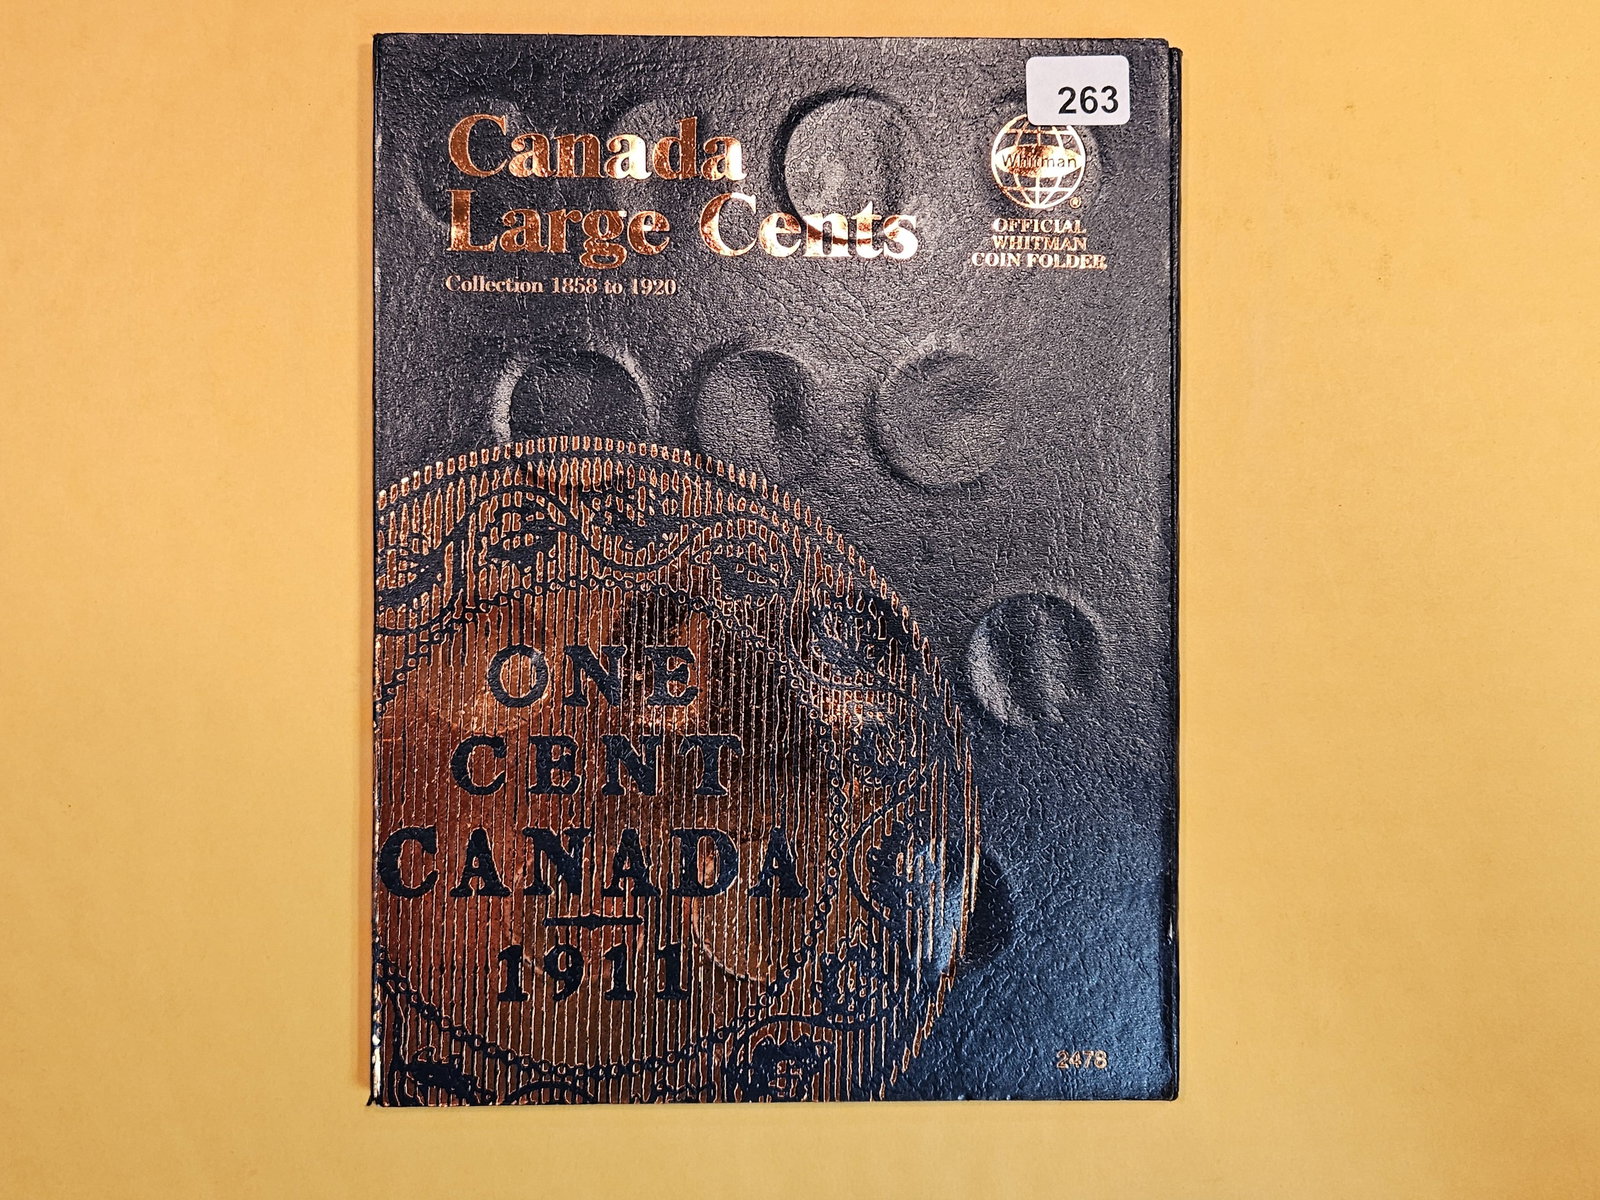 263
Canada
Large Cents
Collection 1858 to 1920
Whitman
®
OFFICIAL
WHITMAN
COIN FOLDER
ONE
CENT
CANADA
1911
2478